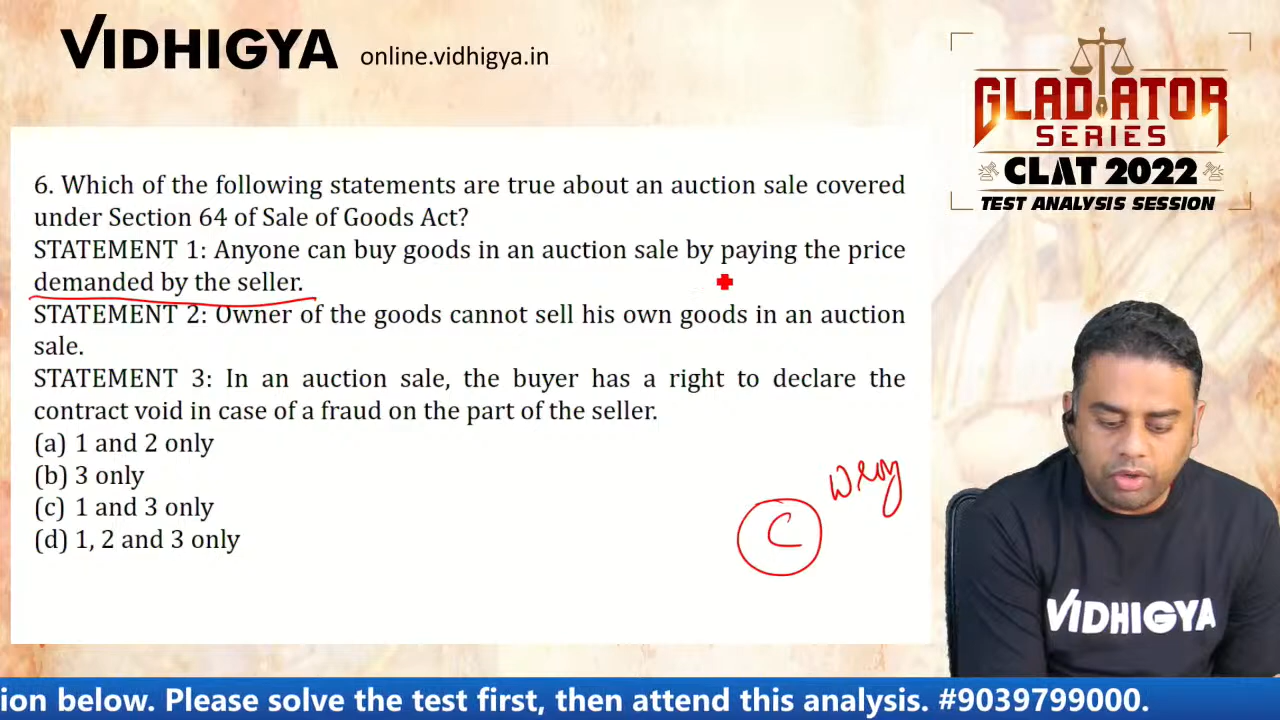 VIDHIGYA online.vidhigya.in
GLADIATOR
SERIES
CLAT 2022
TEST ANALYSIS SESSION
6. Which of the following statements are true about an auction sale covered
under Section 64 of Sale of Goods Act?
STATEMENT 1: Anyone can buy goods in an auction sale by paying the price
demanded by the seller.
STATEMENT 2: Owner of the goods cannot sell his own goods in an auction
sale.
STATEMENT 3: In an auction sale, the buyer has a right to declare the
contract void in case of a fraud on the part of the seller.
(a) 1 and 2 only
(b) 3 only
(c) 1 and 3 only
(d) 1, 2 and 3 only
C
VIDHIGYA
ion below. Please solve the test first, then attend this analysis. #9039799000.